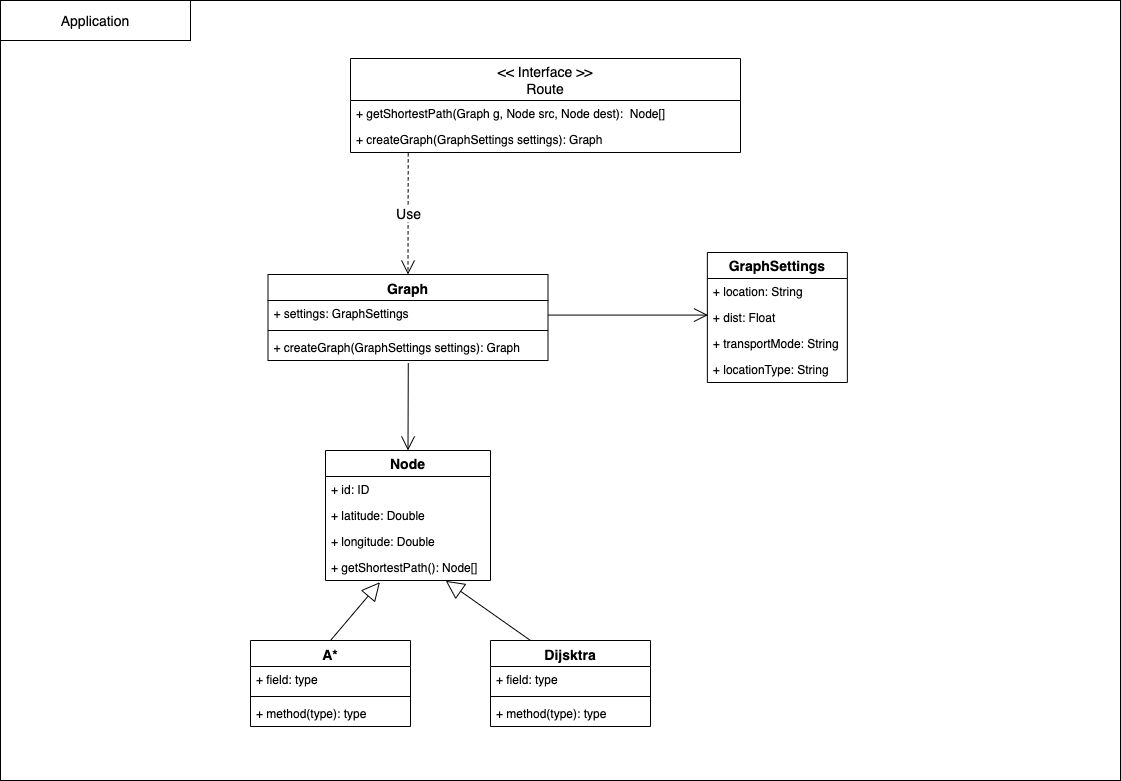 Application
<< Interface >>
Route
+ getShortestPath(Graph g, Node src, Node dest):  Node[]
+ createGraph(GraphSettings settings): Graph
Use
Graph
+ settings: GraphSettings
+ createGraph(GraphSettings settings): Graph
GraphSettings
+ location: String
+ dist: Float
+ transportMode: String
+ locationType: String
Node
+ id: ID
+ latitude: Double
+ longitude: Double
+ getShortestPath(): Node[]
A*
+ field: type
+ method(type): type
Dijsktra
+ field: type
+ method(type): type